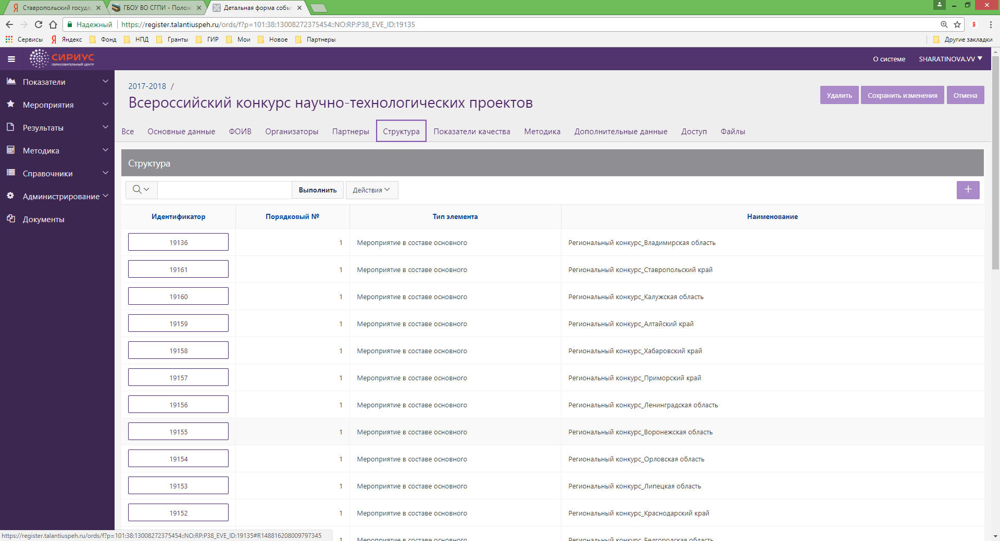 Ставропольский госуда
ГБОУ ВО СГПИ - Полож
Детальная форма собы
Надежный
https://register.talantiuspeh.ru/ords/f?p=101:38:13008272375454::NO:RP:P38_EVE_ID:19135
Сервисы Яндекс Фонд НПД Гранты ГИР Мои Новое Партнеры Другие закладки
СИРИУС
ОБРАЗОВАТЕЛЬНЫЙ ЦЕНТР
О системе SHARATINOVA.VV
Показатели
Мероприятия
Результаты
Методика
Справочники
Администрирование
Документы
2017-2018 /
Всероссийский конкурс научно-технологических проектов
Удалить Сохранить изменения Отмена
Все Основные данные ФОИВ Организаторы Партнеры Структура Показатели качества Методика Дополнительные данные Доступ Файлы
Структура
Выполнить Действия +
Идентификатор Порядковый № Тип элемента Наименование
19136 1 Мероприятие в составе основного Региональный конкурс_Владимирская область
19161 1 Мероприятие в составе основного Региональный конкурс_Ставропольский край
19160 1 Мероприятие в составе основного Региональный конкурс_Калужская область
19159 1 Мероприятие в составе основного Региональный конкурс_Алтайский край
19158 1 Мероприятие в составе основного Региональный конкурс_Хабаровский край
19157 1 Мероприятие в составе основного Региональный конкурс_Приморский край
19156 1 Мероприятие в составе основного Региональный конкурс_Ленинградская область
19155 1 Мероприятие в составе основного Региональный конкурс_Воронежская область
19154 1 Мероприятие в составе основного Региональный конкурс_Орловская область
19153 1 Мероприятие в составе основного Региональный конкурс_Липецкая область
19152 1 Мероприятие в составе основного Региональный конкурс_Краснодарский край
1 Мероприятие в составе основного Региональный конкурс_Белгородская область
https://register.talantiuspeh.ru/ords/f?p=101:38:13008272375454::NO:RP:P38_EVE_ID:19135#R148816208009797345